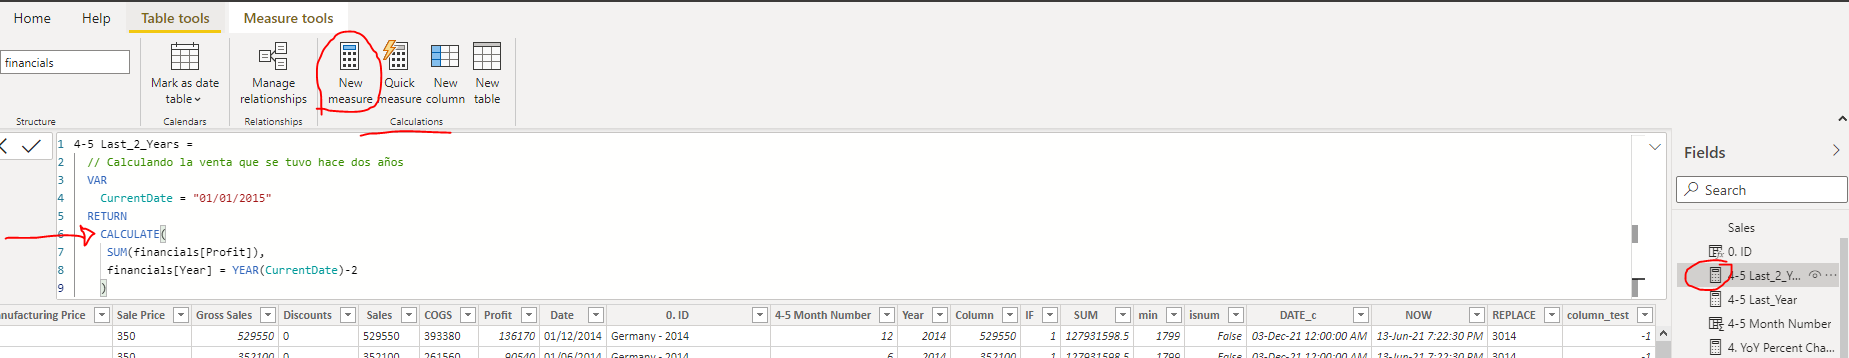 Home Help Table tools Measure tools
financials
Mark as date table
Manage relationships
New measure
Quick measure
New column
New table
Structure Calendars Relationships Calculations
1 4-5 Last_2_Years =
2 // Calculando la venta que se tuvo hace dos años
3 VAR
4 CurrentDate = "01/01/2015"
5 RETURN
6 CALCULATE(
7 SUM(financials[Profit]),
8 financials[Year] = YEAR(CurrentDate)-2
9 )
Fields
Search
Sales
0. ID
4-5 Last_2_Y...
4-5 Last_Year
4-5 Month Number
4. YoY Percent Cha...
nufacturing Price Sale Price Gross Sales Discounts Sales COGS Profit Date 0. ID 4-5 Month Number Year Column IF SUM min isnum DATE_c NOW REPLACE column_test
350 529550 0 529550 393380 136170 01/12/2014 Germany - 2014 12 2014 529550 1 127931598.5 1799 False 03-Dec-21 12:00:00 AM 13-Jun-21 7:22:30 PM 3014 -1
350 352100 0 352100 261560 90540 01/06/2014 Germany - 2014 6 2014 352100 1 127931598.5 1799 False 03-Dec-21 12:00:00 AM 13-Jun-21 7:22:30 PM 3014 -1